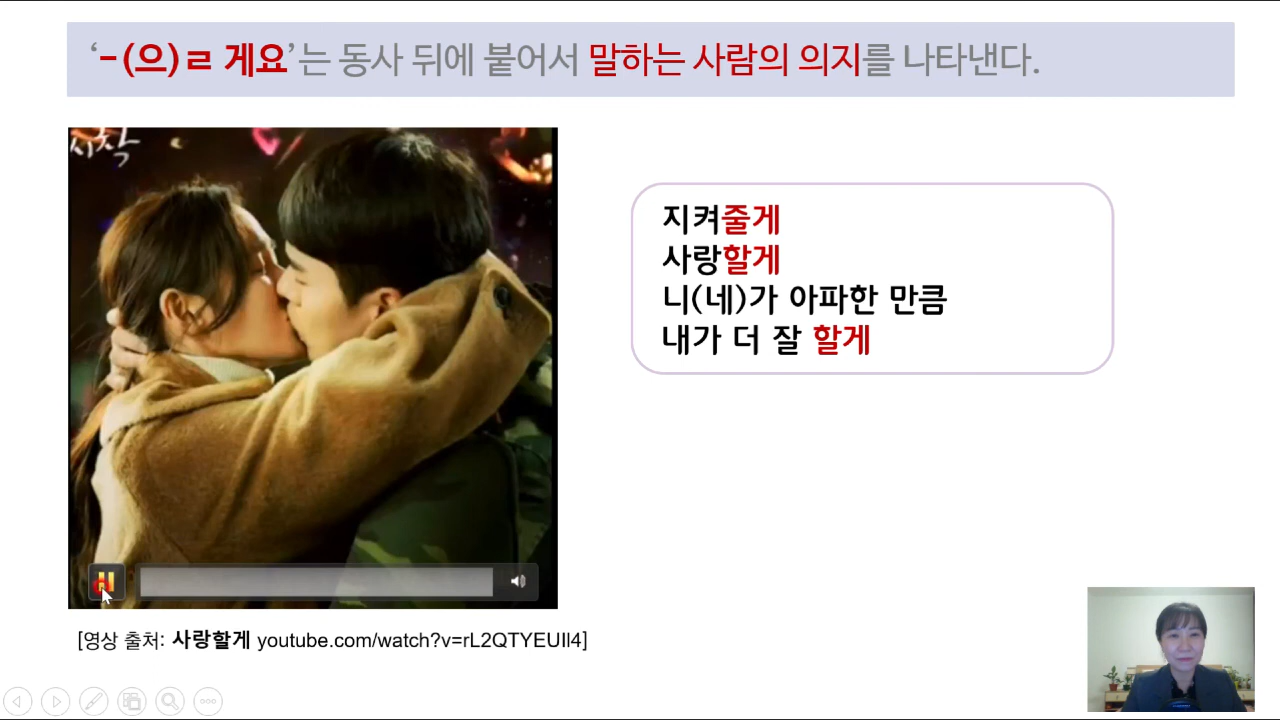 ‘-(으)ㄹ 게요’는 동사 뒤에 붙어서 말하는 사람의 의지를 나타낸다.
시작
지켜줄게
사랑할게
니(네)가 아파한 만큼
내가 더 잘 할게
[영상 출처: 사랑할게 youtube.com/watch?v=rL2QTYEUIl4]